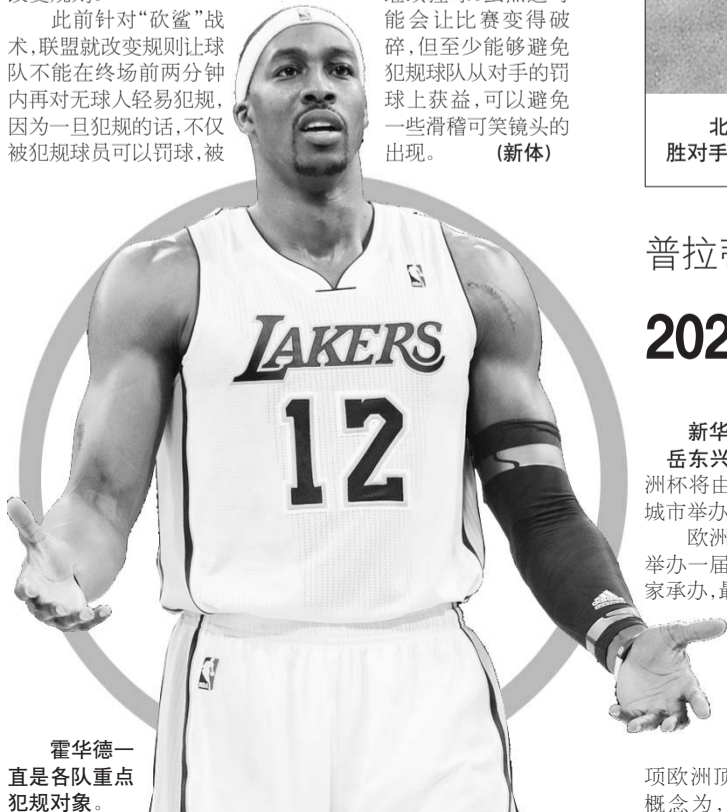 此前针对“砍鲨”战
术,联盟就改变规则让球
队不能在终场前两分钟
内再对无球人轻易犯规,
因为一旦犯规的话,不仅
被犯规球员可以罚球,被
能会让比赛变得破
碎,但至少能够避免
犯规球队从对手的罚
球上获益,可以避免
一些滑稽可笑镜头的
出现。 (新体)
LAKERS
12
霍华德一
直是各队重点
犯规对象。
北
胜对手
普拉
202
新华
岳东兴
洲杯将由
城市举办
欧洲
举办一届
家承办,最
项欧洲顶
概念为,